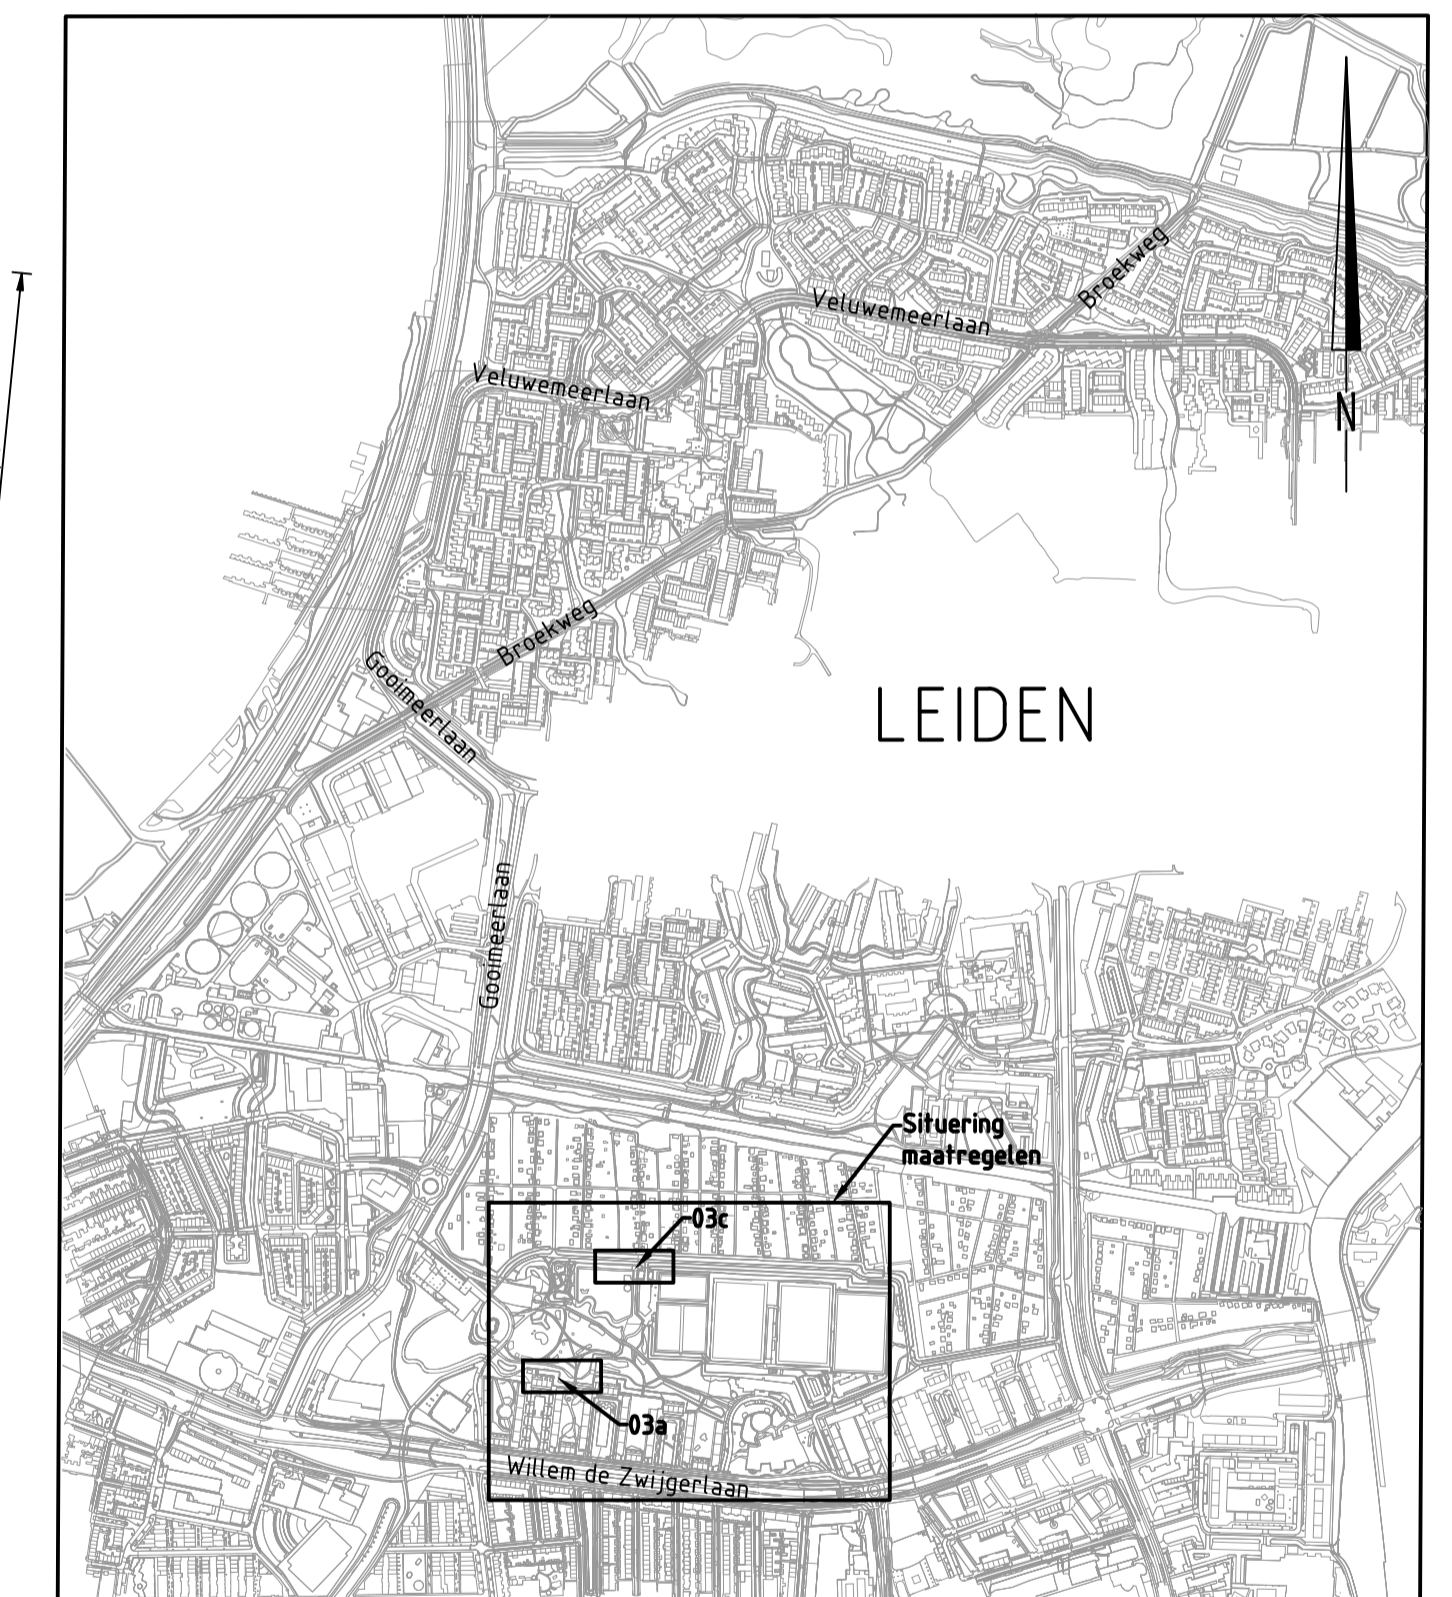 Broekweg
Veluwemeerlaan
Veluwemeerlaan
N
Broekweg
Gooimeerlaan
LEIDEN
Gooimeerlaan
Situering
maatregelen
03c
03a
Willem de Zwijgerlaan